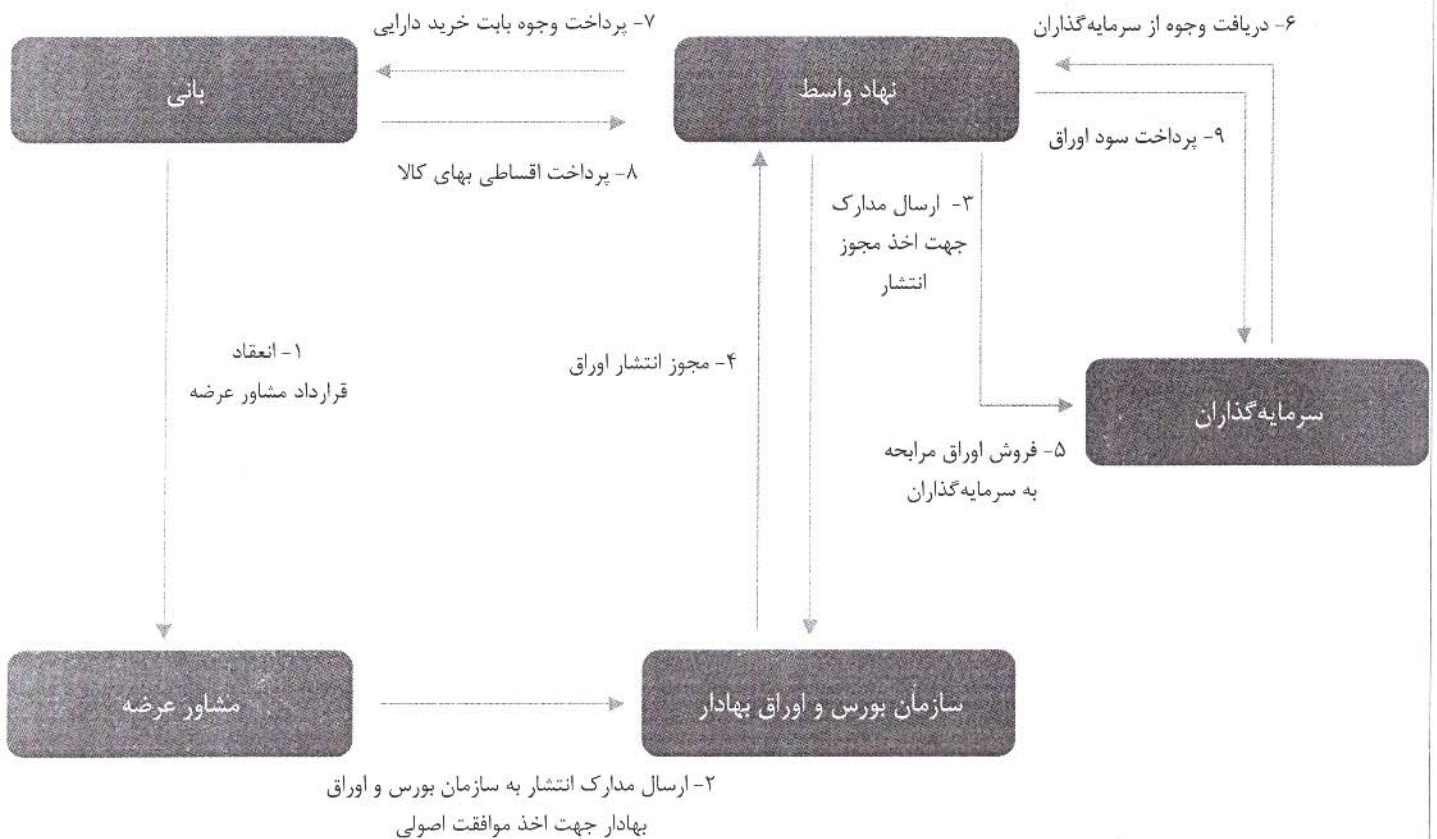 ۷- پرداخت وجوه بابت خرید دارایی
۶- دریافت وجوه از سرمایه‌گذاران
بانی
نهاد واسط
۸- پرداخت اقساطی بهای کالا
۹- پرداخت سود اوراق
۳- ارسال مدارک
جهت اخذ مجوز
انتشار
۱- انعقاد
قرارداد مشاور عرضه
۴- مجوز انتشار اوراق
سرمایه‌گذاران
۵- فروش اوراق مرابحه
به سرمایه‌گذاران
مشاور عرضه
سازمان بورس و اوراق بهادار
۲- ارسال مدارک انتشار به سازمان بورس و اوراق
بهادار جهت اخذ موافقت اصولی